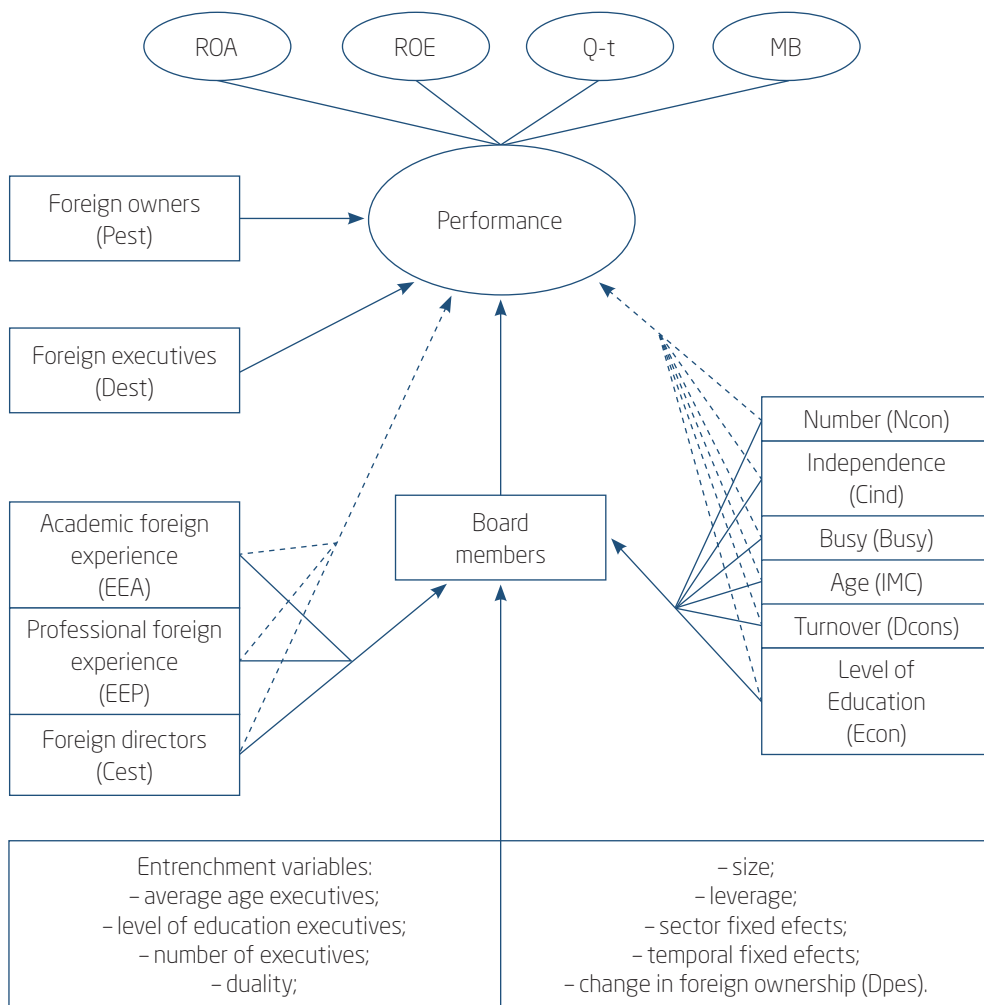 ROA
ROE
Q-t
MB
Performance
Foreign owners
(Pest)
Foreign executives
(Dest)
Academic foreign
experience
(EEA)
Professional foreign
experience
(EEP)
Foreign directors
(Cest)
Board
members
Number (Ncon)
Independence
(Cind)
Busy (Busy)
Age (IMC)
Turnover (Dcons)
Level of
Education
(Econ)
Entrenchment variables:
– average age executives;
– level of education executives;
– number of executives;
– duality;
– size;
– leverage;
– sector fixed efects;
– temporal fixed efects;
– change in foreign ownership (Dpes).